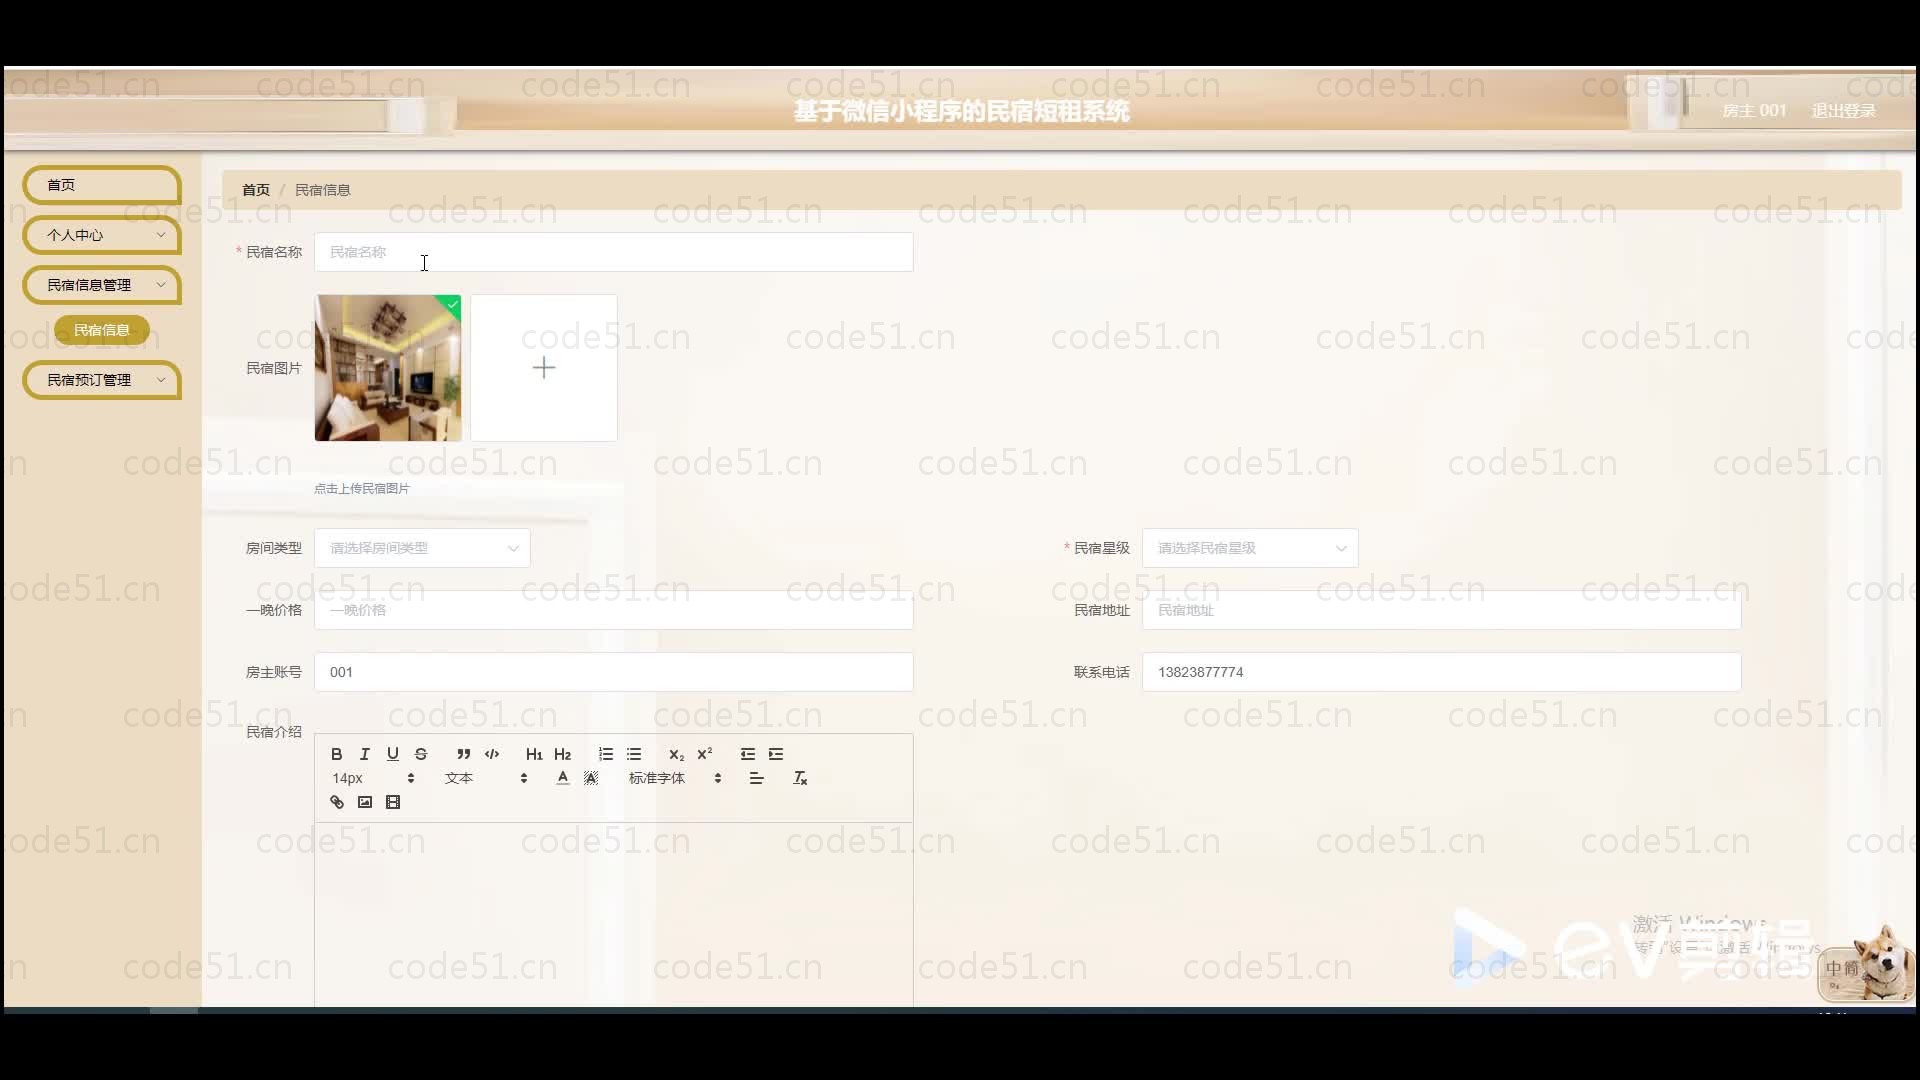 基于微信小程序的民宿短租系统
房主 001 退出登录
首页
个人中心
民宿信息管理
民宿信息
民宿预订管理
首页 / 民宿信息
* 民宿名称 民宿名称
民宿图片
点击上传民宿图片
房间类型 请选择房间类型
* 民宿星级 请选择民宿星级
一晚价格 一晚价格
民宿地址 民宿地址
房主账号 001
联系电话 13823877774
民宿介绍
B I U S H1 H2 X2 X2
14px 文本 A A 标准字体 Tx
激活 Windows
ev剪辑
中 简
code51.cn